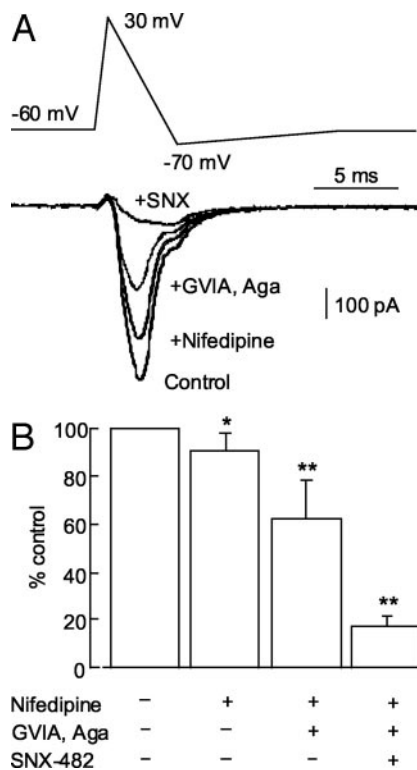 A
30 mV
-60 mV
-70 mV
5 ms
+SNX
+GVIA, Aga
100 pA
+Nifedipine
Control
B
100
80
60
40
20
0
% control
*
**
**
Nifedipine – + + +
GVIA, Aga – – + +
SNX-482 – – – +